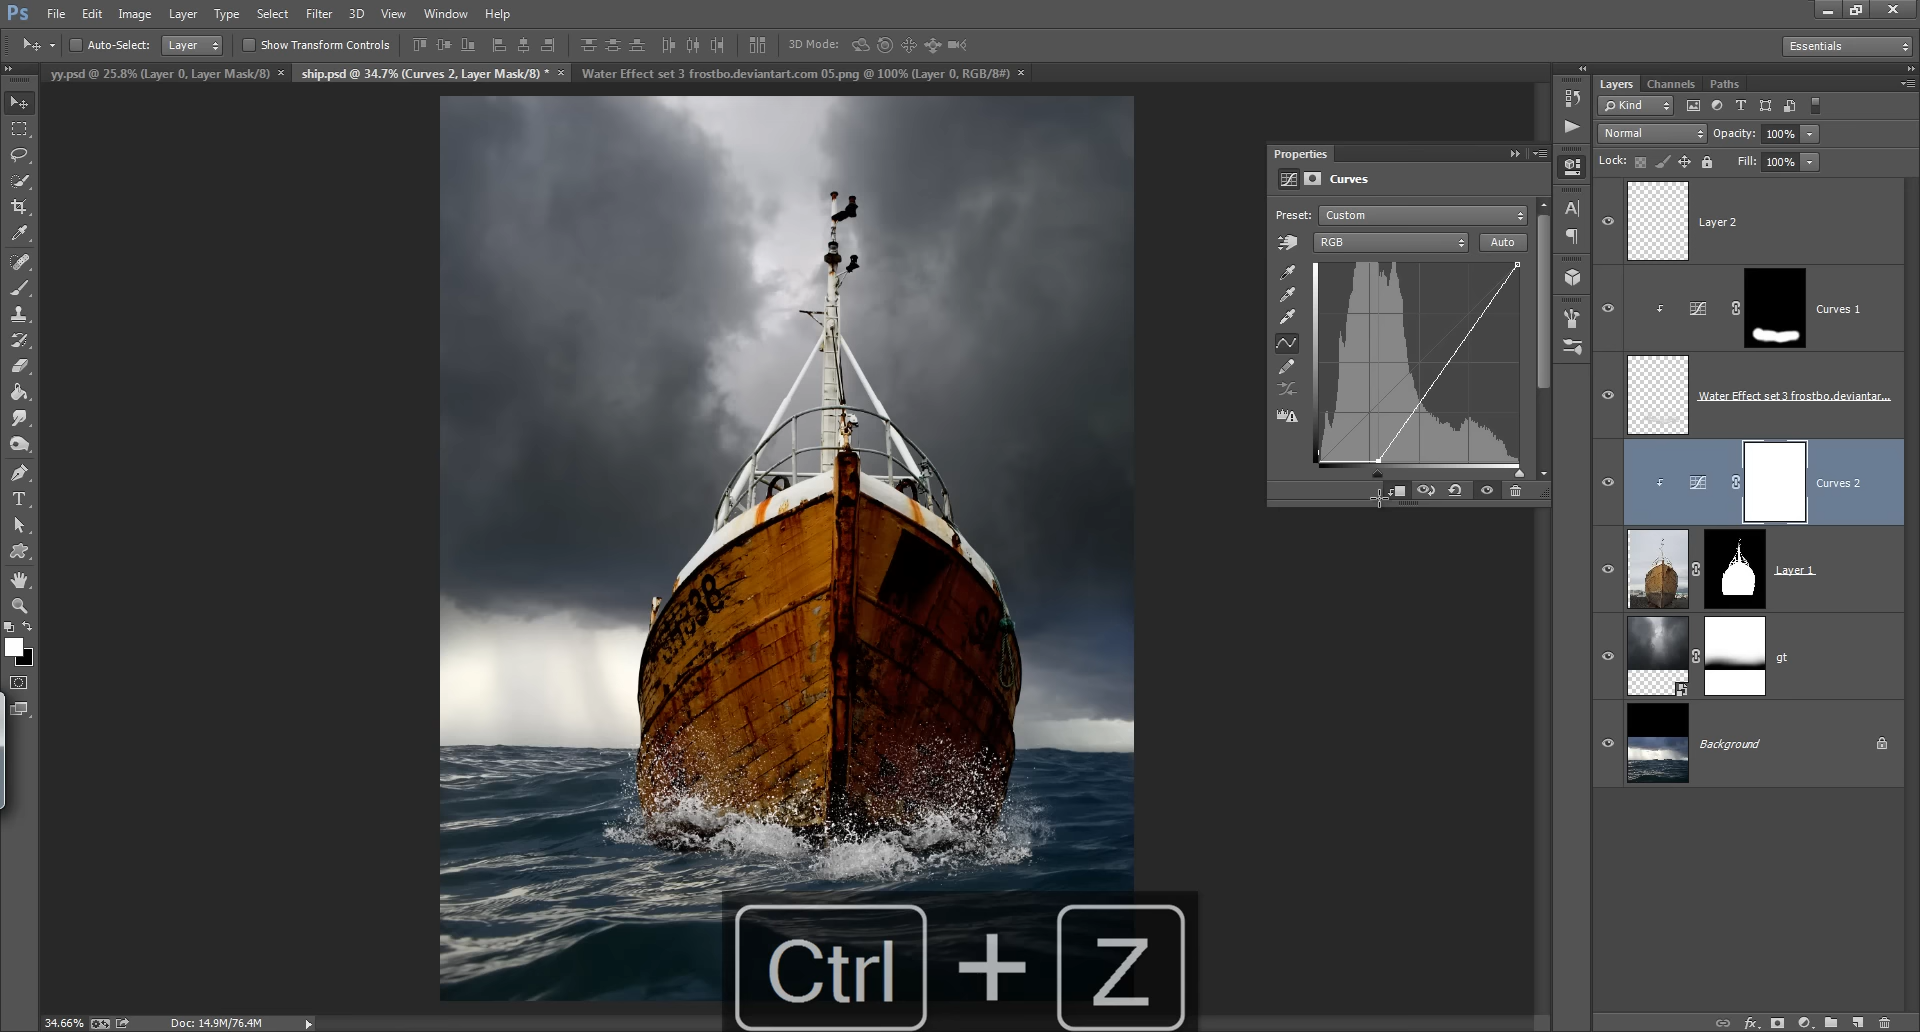 Ps File Edit Image Layer Type Select Filter 3D View Window Help
Auto-Select: Layer Show Transform Controls 3D Mode: Essentials
yy.psd @ 25.8% (Layer 0, Layer Mask/8) × ship.psd @ 34.7% (Curves 2, Layer Mask/8) * × Water Effect set 3 frostbo.deviantart.com 05.png @ 100% (Layer 0, RGB/8#) ×
Layers Channels Paths
Kind
Normal Opacity: 100%
Lock: Fill: 100%
Properties
Curves
Preset: Custom
RGB Auto
Layer 2
Curves 1
Water Effect set 3 frostbo.deviantar...
Curves 2
Layer 1
gt
Background
38
Ctrl + Z
34.66% Doc: 14.9M/76.4M